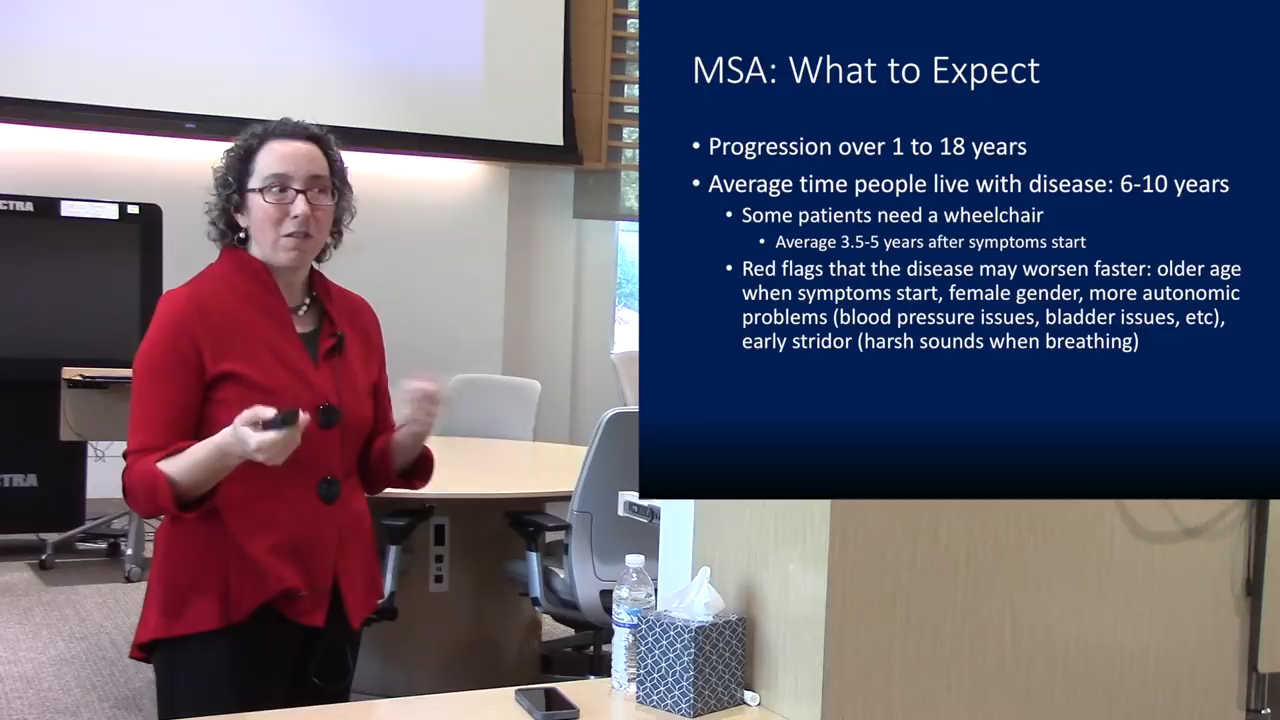 MSA: What to Expect
• Progression over 1 to 18 years
• Average time people live with disease: 6-10 years
• Some patients need a wheelchair
• Average 3.5-5 years after symptoms start
• Red flags that the disease may worsen faster: older age
when symptoms start, female gender, more autonomic
problems (blood pressure issues, bladder issues, etc),
early stridor (harsh sounds when breathing)
CTRA
TRA